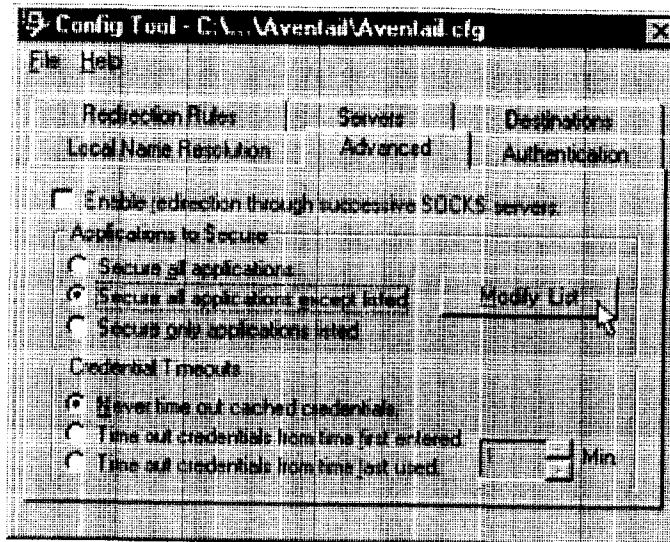 Config Tool - C:\...\Aventail\Aventail.cfg
File Help
Redirection Rules Servers Destinations
Local Name Resolution Advanced Authentication
Enable redirection through successive SOCKS servers.
Applications to Secure
Secure all applications.
Secure all applications except listed
Modify List
Secure only applications listed
Credential Timeouts
Never time out cached credentials.
Time out credentials from time first entered.
Time out credentials from time last used.
1 Min